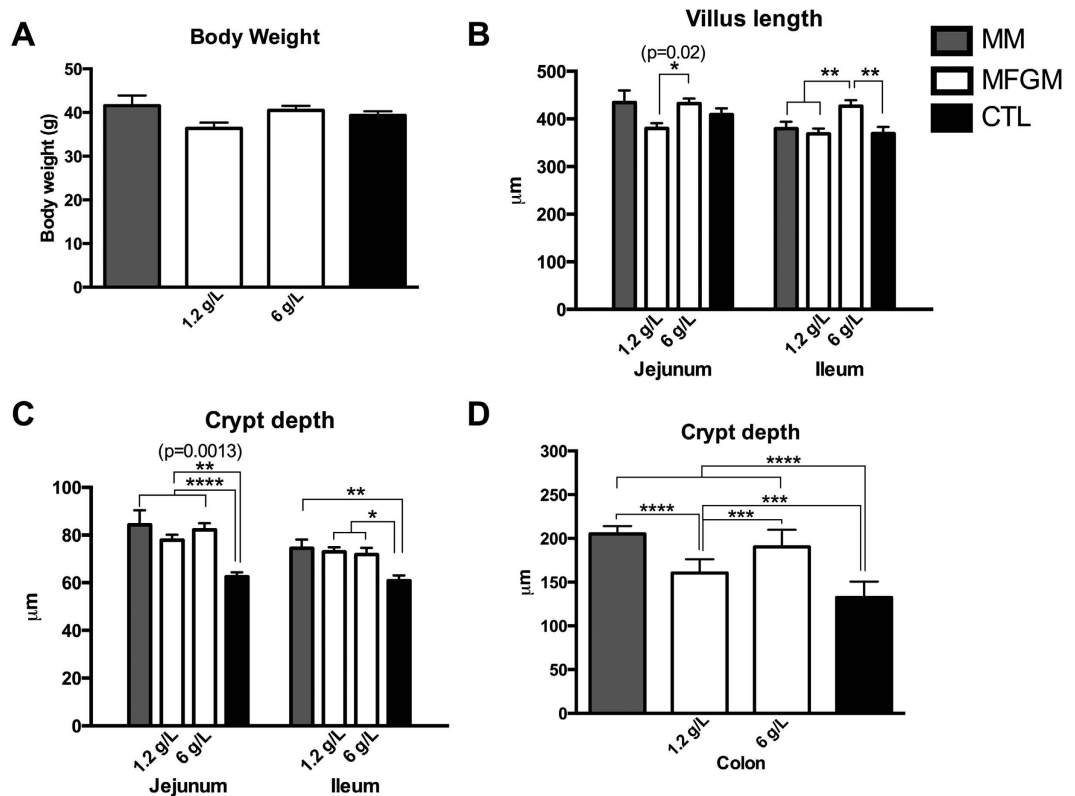 A
Body Weight
Body weight (g)
50
40
30
20
10
0
1.2 g/L
6 g/L
B
Villus length
(p=0.02)
*
**
**
μm
500
400
300
200
100
0
1.2 g/L
6 g/L
1.2 g/L
6 g/L
Jejunum
Ileum
MM
MFGM
CTL
C
Crypt depth
(p=0.0013)
**
****
**
*
μm
100
80
60
40
20
0
1.2 g/L
6 g/L
1.2 g/L
6 g/L
Jejunum
Ileum
D
Crypt depth
****
***
****
***
μm
300
250
200
150
100
50
0
1.2 g/L
6 g/L
Colon